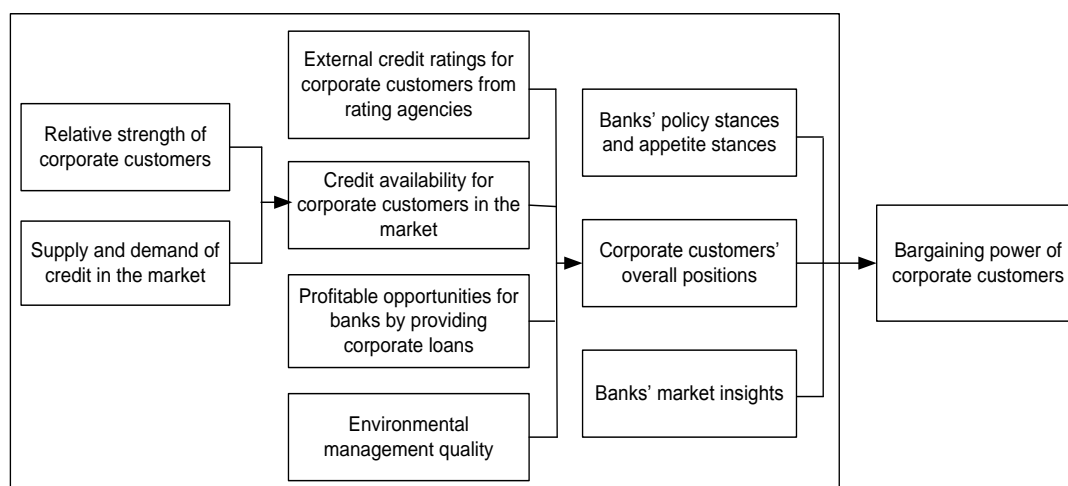 Relative strength of
corporate customers
Supply and demand of
credit in the market
External credit ratings for
corporate customers from
rating agencies
Credit availability for
corporate customers in the
market
Profitable opportunities for
banks by providing
corporate loans
Environmental
management quality
Banks’ policy stances
and appetite stances
Corporate customers’
overall positions
Banks’ market insights
Bargaining power of
corporate customers